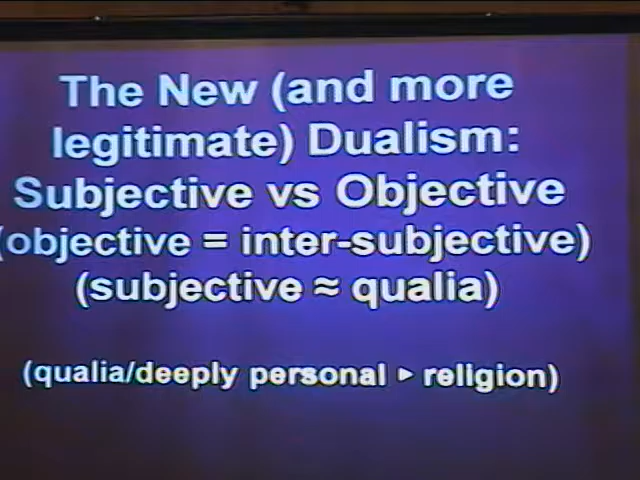 The New (and more
legitimate) Dualism:
Subjective vs Objective
(objective = inter-subjective)
(subjective ≈ qualia)
(qualia/deeply personal ▸ religion)